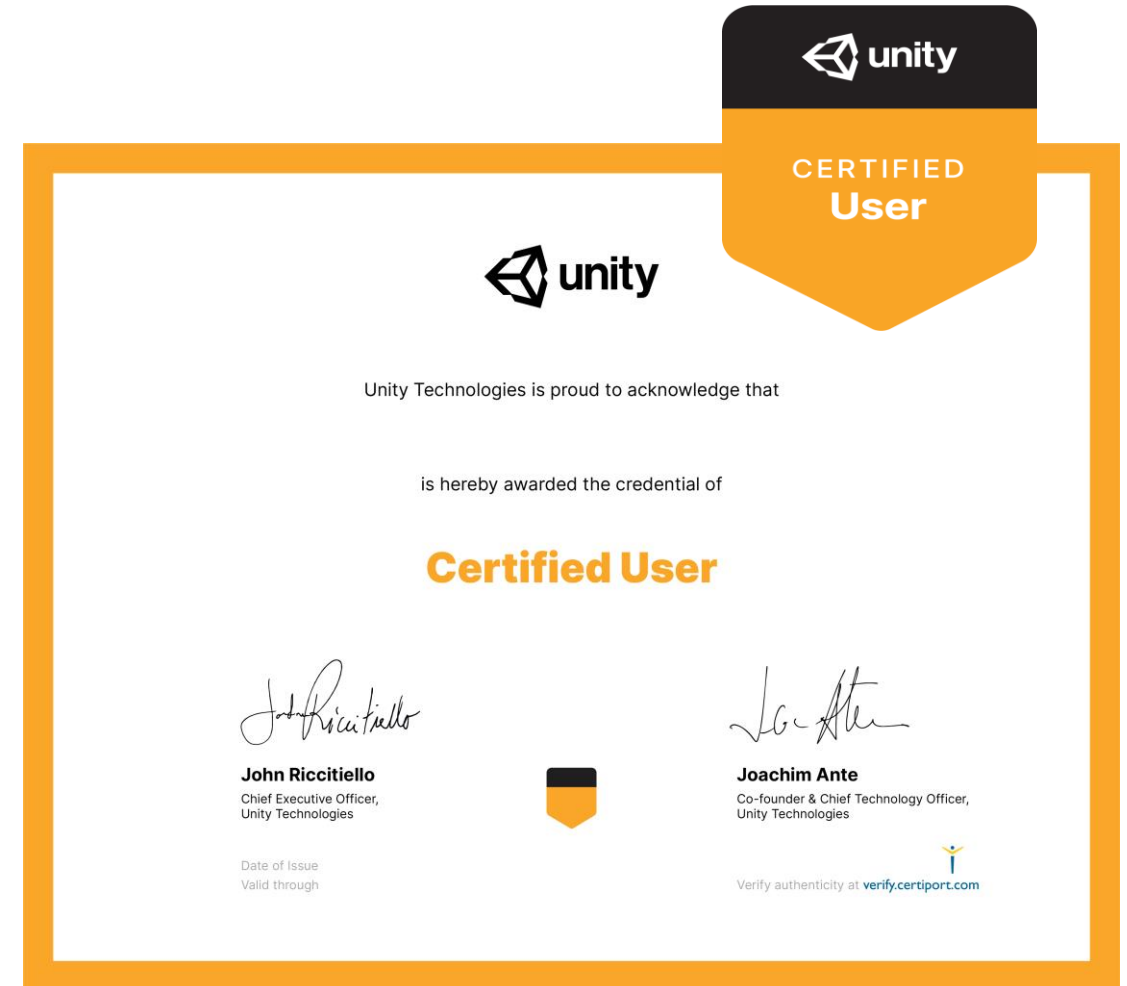 unity
CERTIFIED
User
unity
Unity Technologies is proud to acknowledge that
is hereby awarded the credential of
Certified User
John Riccitiello
John Riccitiello
Chief Executive Officer,
Unity Technologies
Joachim Ante
Co-founder & Chief Technology Officer,
Unity Technologies
Date of Issue
Valid through
Verify authenticity at verify.certiport.com